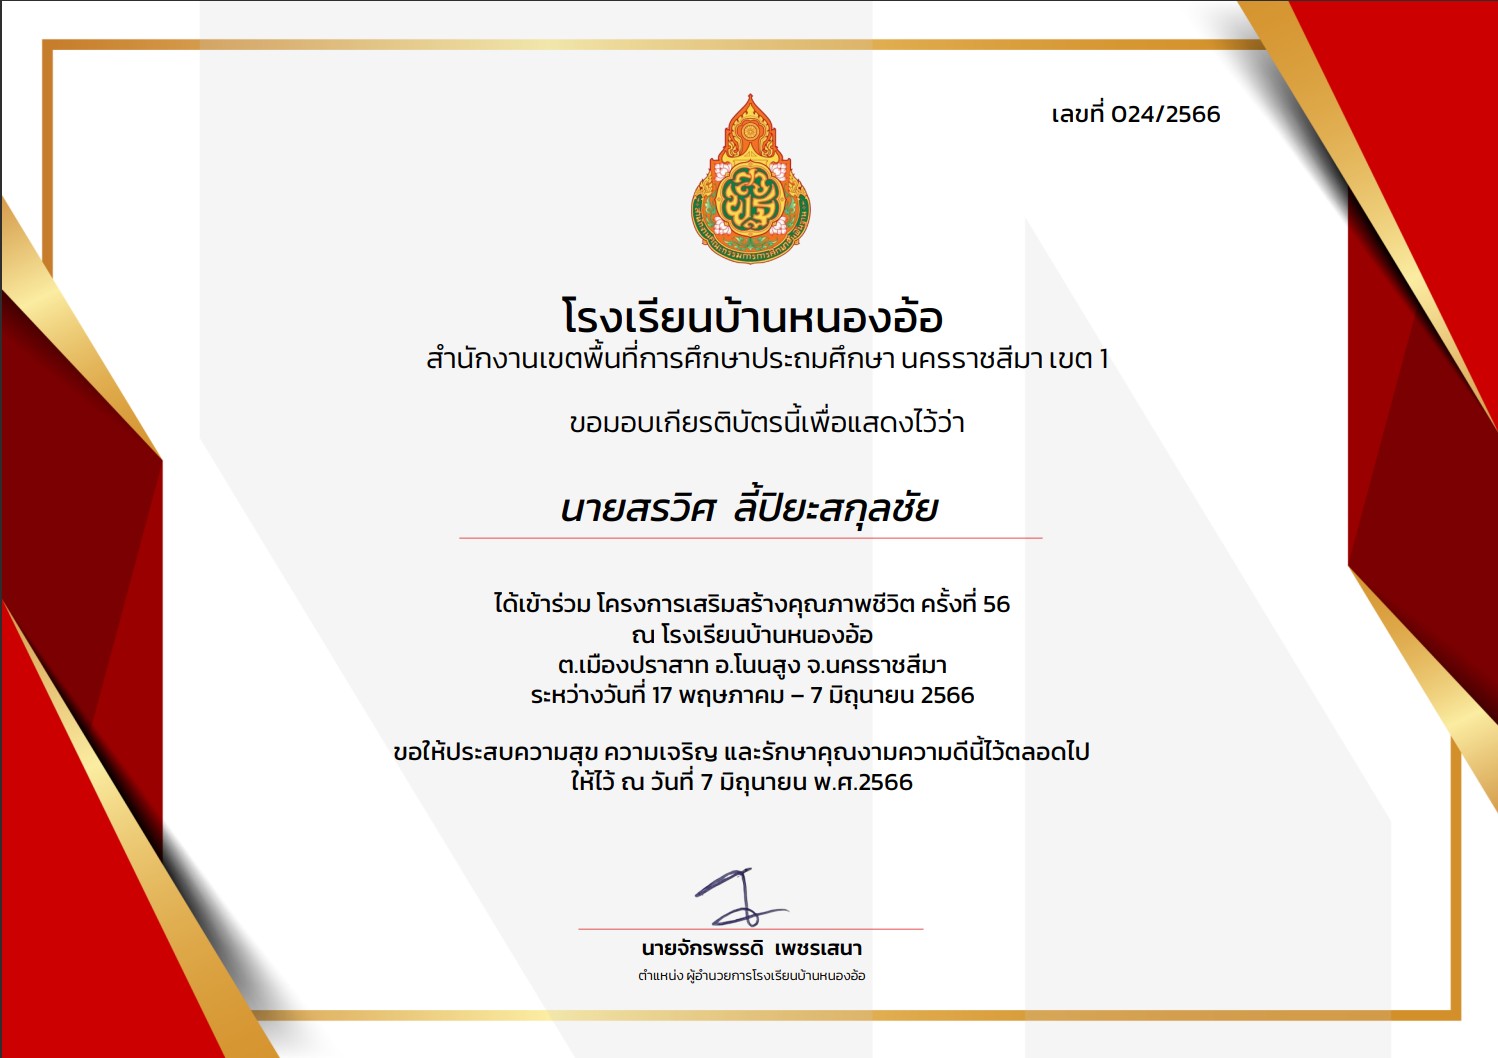 เลขที่ 024/2566
โรงเรียนบ้านหนองอ้อ
สำนักงานเขตพื้นที่การศึกษาประถมศึกษา นครราชสีมา เขต 1
ขอมอบเกียรติบัตรนี้เพื่อแสดงไว้ว่า
นายสรวิศ ลี้ปิยะสกุลชัย
ได้เข้าร่วม โครงการเสริมสร้างคุณภาพชีวิต ครั้งที่ 56
ณ โรงเรียนบ้านหนองอ้อ
ต.เมืองปราสาท อ.โนนสูง จ.นครราชสีมา
ระหว่างวันที่ 17 พฤษภาคม – 7 มิถุนายน 2566
ขอให้ประสบความสุข ความเจริญ และรักษาคุณงามความดีนี้ไว้ตลอดไป
ให้ไว้ ณ วันที่ 7 มิถุนายน พ.ศ.2566
นายจักรพรรดิ เพชรเสนา
ตำแหน่ง ผู้อำนวยการโรงเรียนบ้านหนองอ้อ